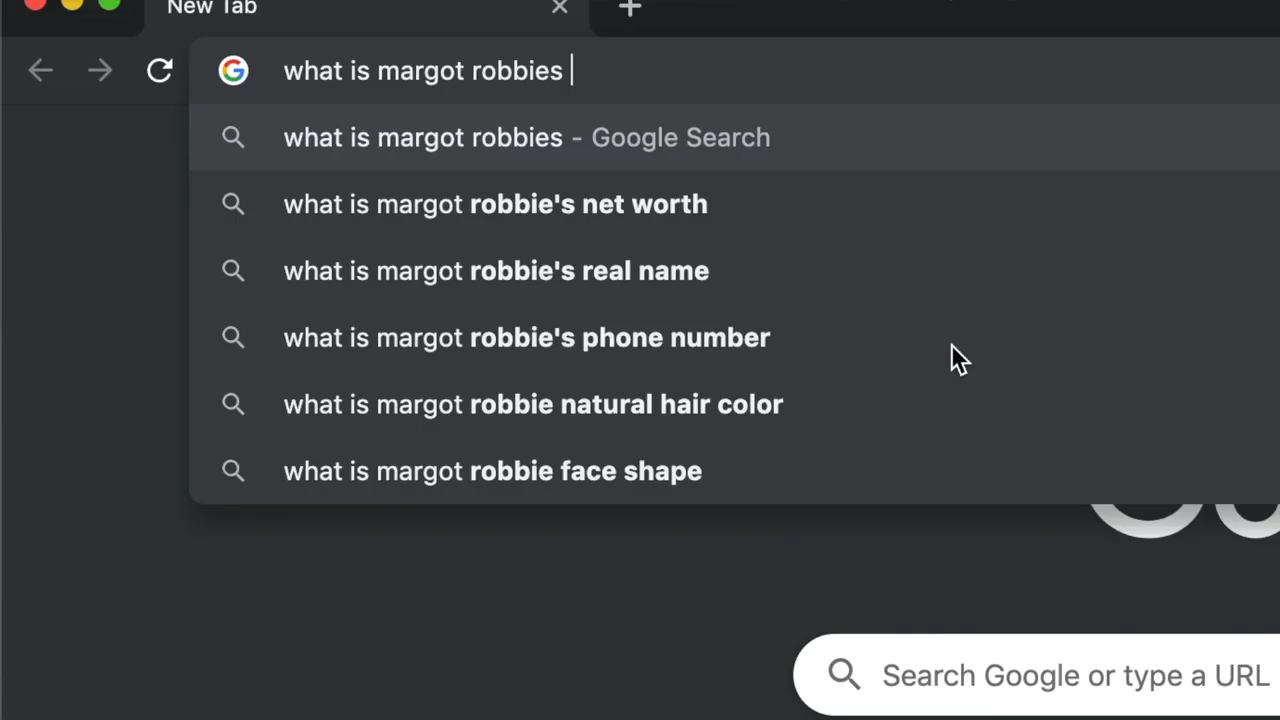 New Tab
what is margot robbies
what is margot robbies - Google Search
what is margot robbie's net worth
what is margot robbie's real name
what is margot robbie's phone number
what is margot robbie natural hair color
what is margot robbie face shape
Search Google or type a URL